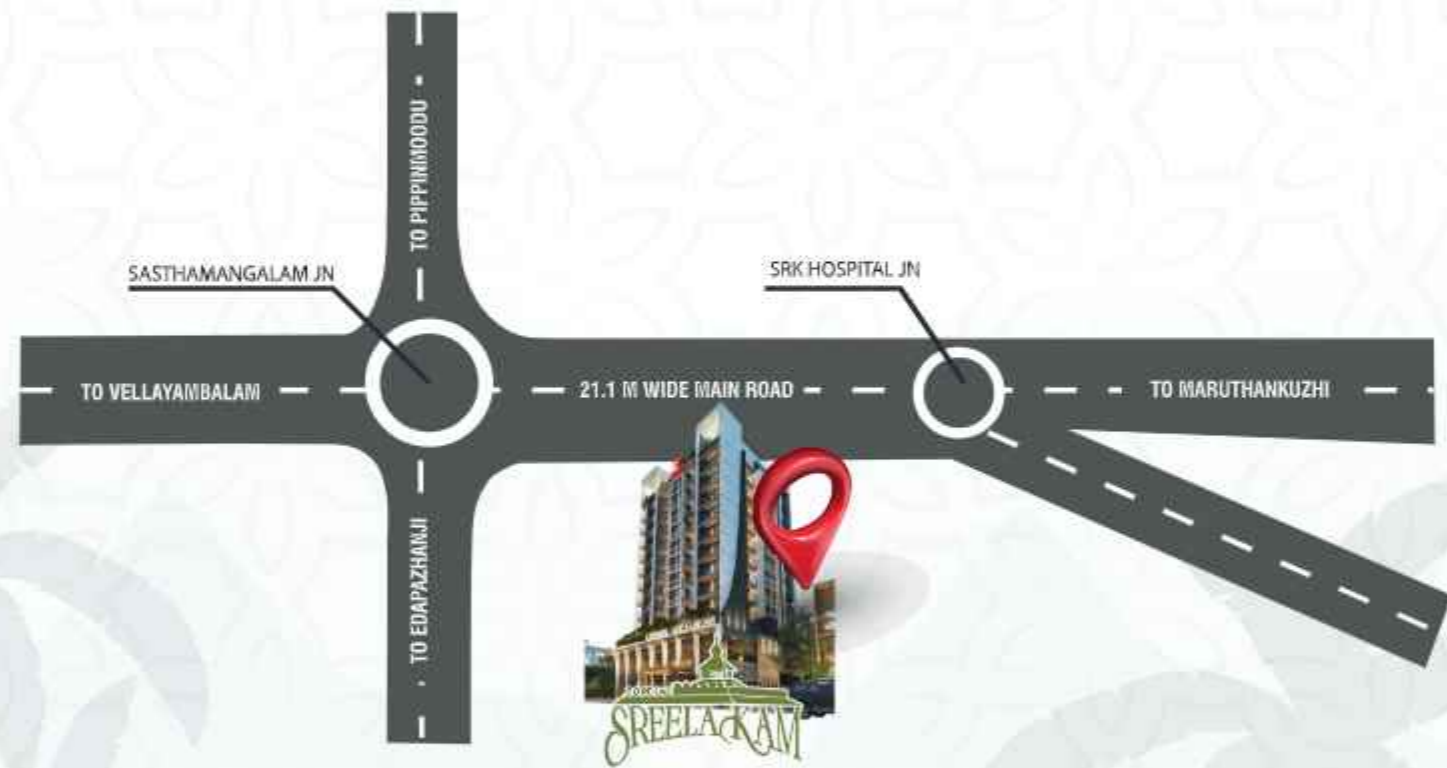 TO PIPPINMOODU
SASTHAMANGALAM JN
SRK HOSPITAL JN
TO VELLAYAMBALAM
21.1 M WIDE MAIN ROAD
TO MARUTHANKUZHI
TO EDAPAZHANJI
SREELAKAM